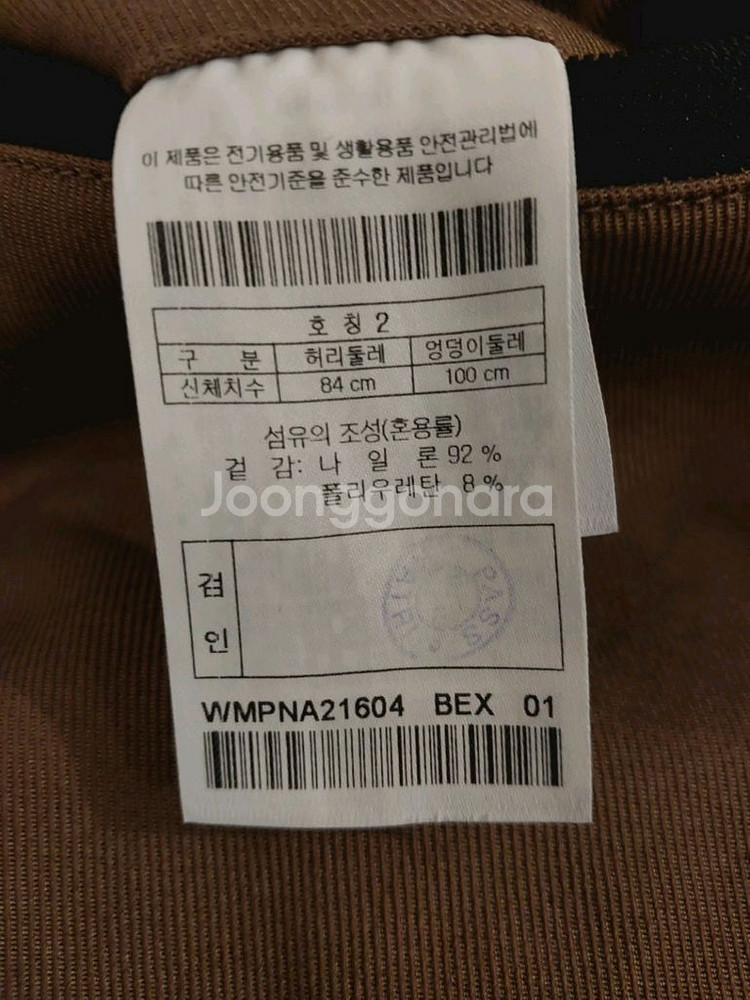 이 제품은 전기용품 및 생활용품 안전관리법에
따른 안전기준을 준수한 제품입니다
호 칭 2
구 분 허리둘레 엉덩이둘레
신체치수 84 cm 100 cm
섬유의 조성(혼용률)
겉 감: 나 일 론 92 %
폴리우레탄 8 %
Joonggonara
검
인
PASS
WMPNA21604 BEX 01